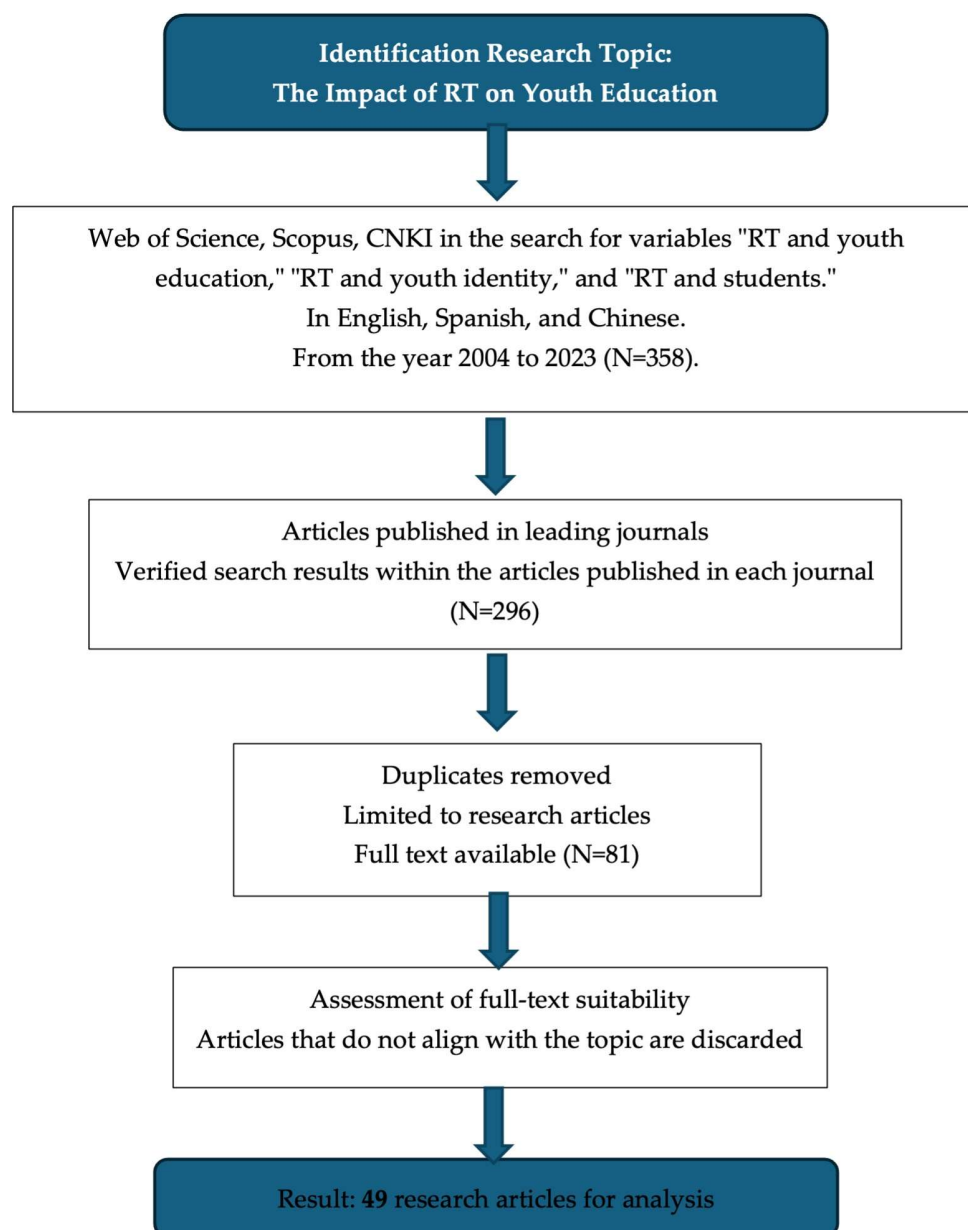 Identification Research Topic:
The Impact of RT on Youth Education
Web of Science, Scopus, CNKI in the search for variables "RT and youth
education," "RT and youth identity," and "RT and students."
In English, Spanish, and Chinese.
From the year 2004 to 2023 (N=358).
Articles published in leading journals
Verified search results within the articles published in each journal
(N=296)
Duplicates removed
Limited to research articles
Full text available (N=81)
Assessment of full-text suitability
Articles that do not align with the topic are discarded
Result: 49 research articles for analysis